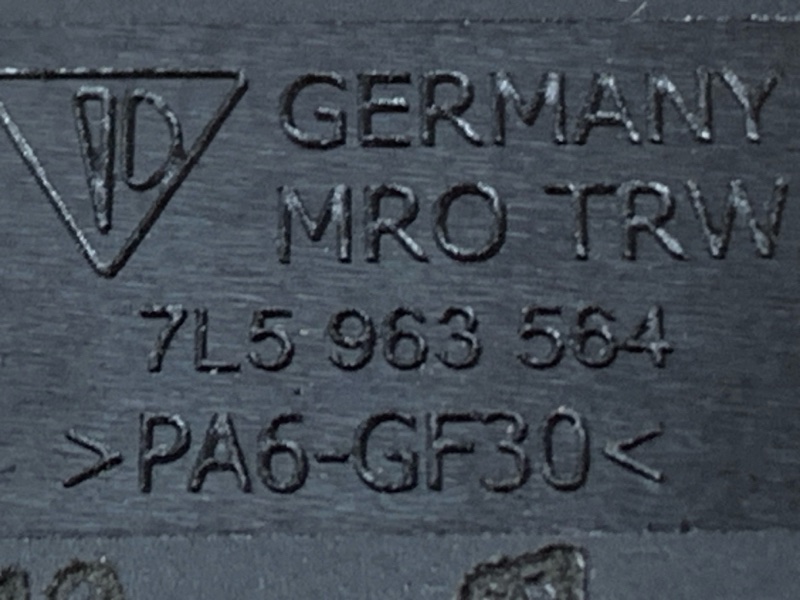 GERMANY
MRO TRW
7L5 963 564
>PA6-GF30<